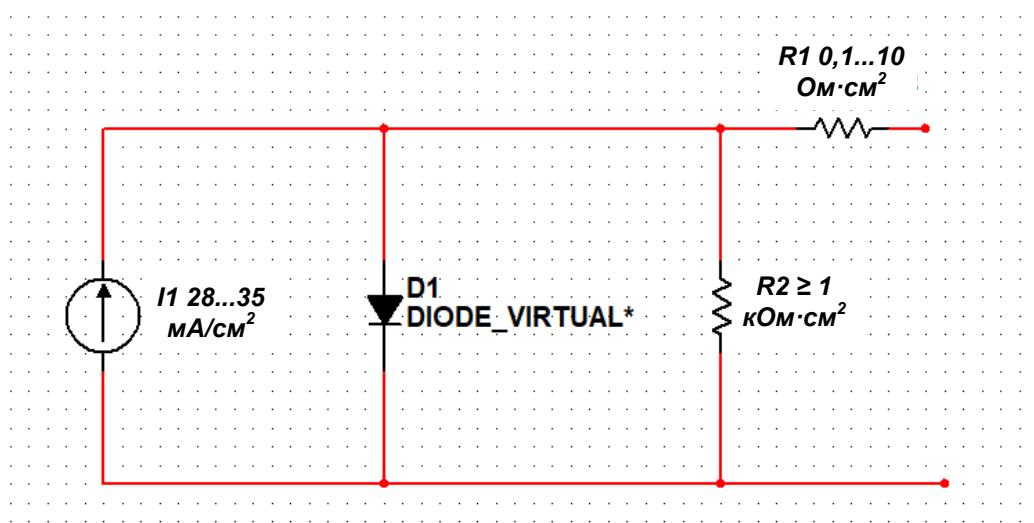 R1 0,1...10
Ом·см²
I1 28...35
мА/см²
D1
DIODE_VIRTUAL*
R2 ≥ 1
кОм·см²